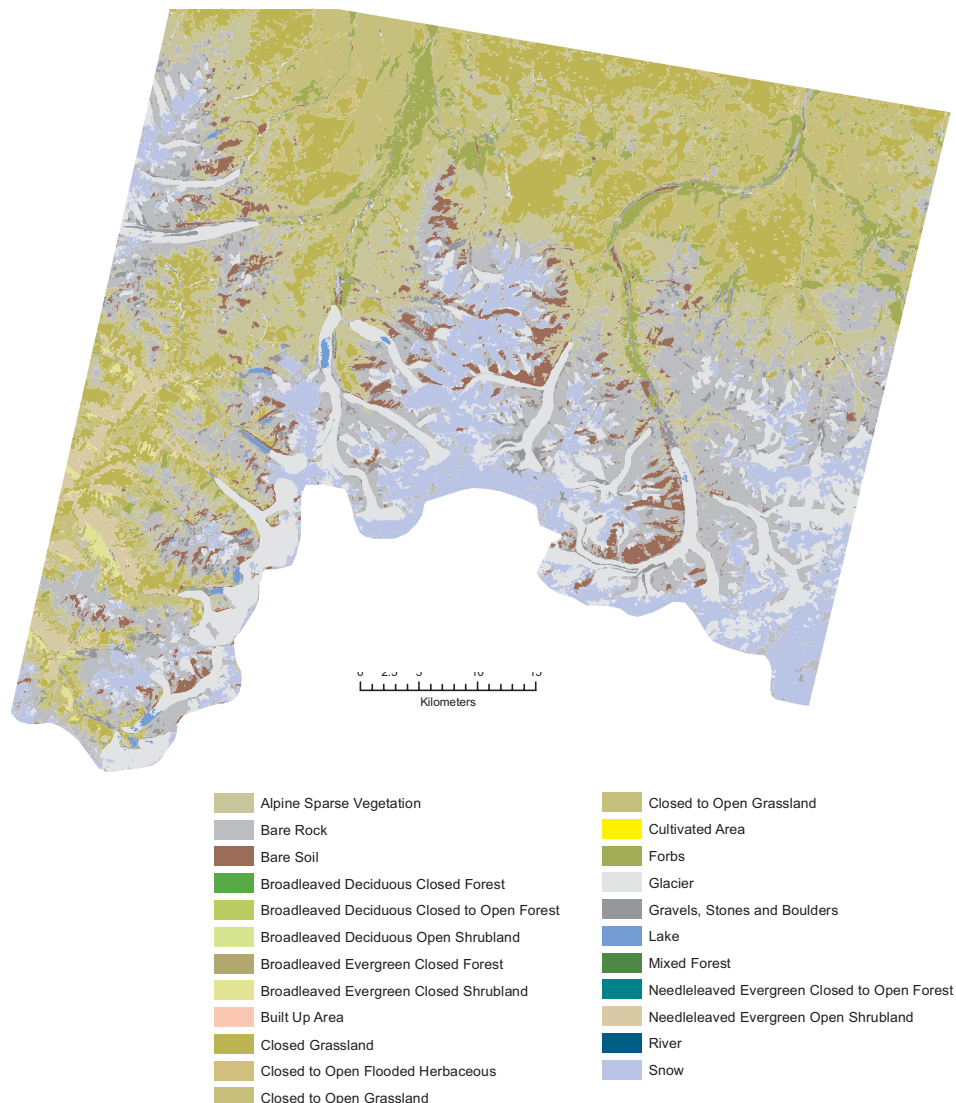 0 2.5 5 10 15
Kilometers
Alpine Sparse Vegetation
Bare Rock
Bare Soil
Broadleaved Deciduous Closed Forest
Broadleaved Deciduous Closed to Open Forest
Broadleaved Deciduous Open Shrubland
Broadleaved Evergreen Closed Forest
Broadleaved Evergreen Closed Shrubland
Built Up Area
Closed Grassland
Closed to Open Flooded Herbaceous
Closed to Open Grassland
Closed to Open Grassland
Cultivated Area
Forbs
Glacier
Gravels, Stones and Boulders
Lake
Mixed Forest
Needleleaved Evergreen Closed to Open Forest
Needleleaved Evergreen Open Shrubland
River
Snow